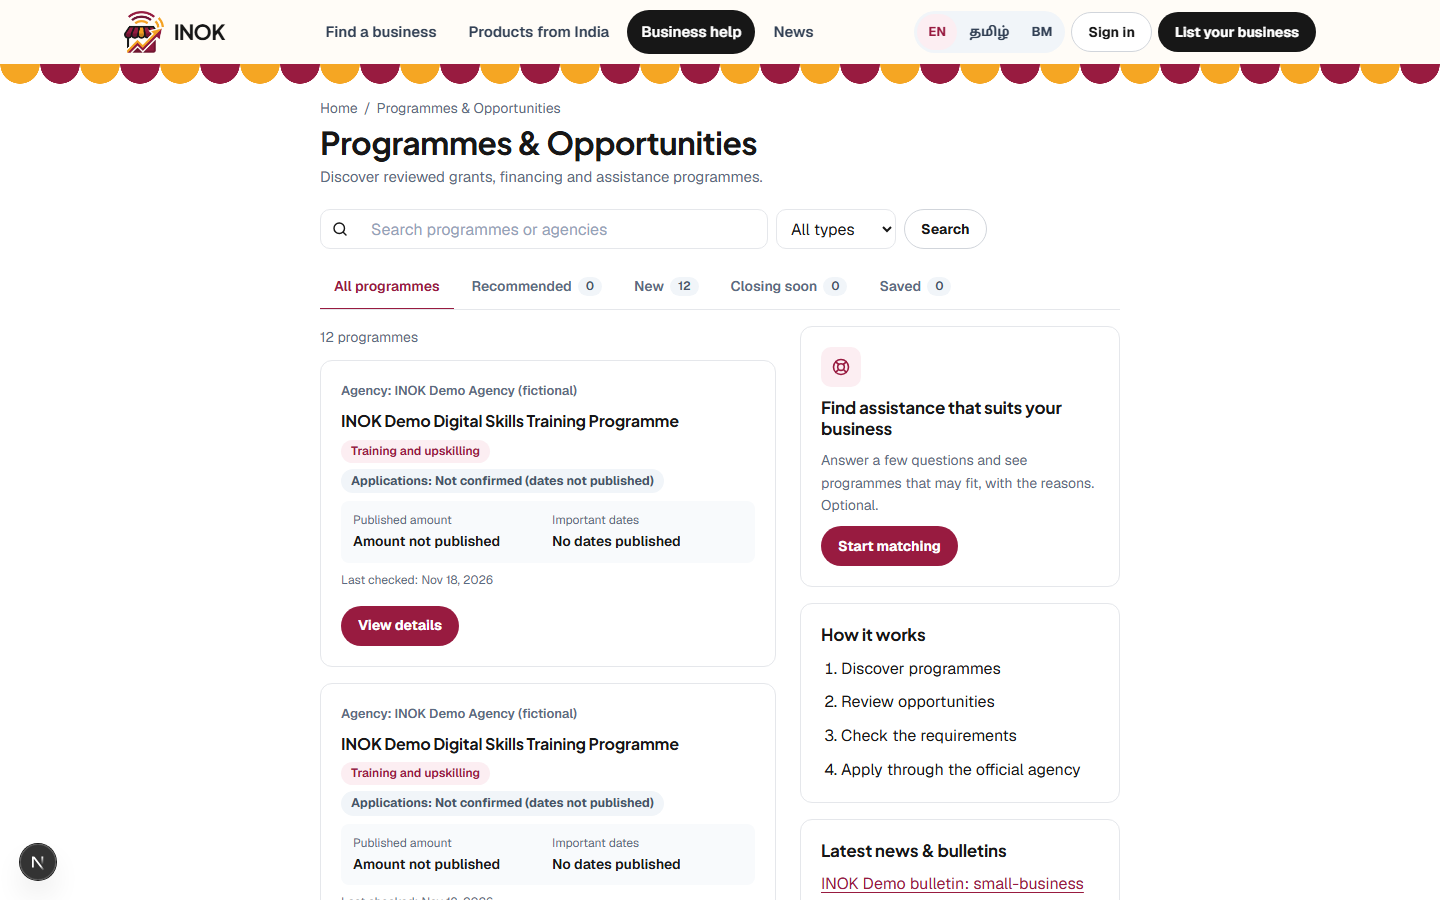 INOK
Find a business
Products from India
Business help
News
EN
தமிழ்
BM
Sign in
List your business
Home / Programmes & Opportunities
Programmes & Opportunities
Discover reviewed grants, financing and assistance programmes.
Search programmes or agencies
All types
Search
All programmes
Recommended 0
New 12
Closing soon 0
Saved 0
12 programmes
Agency: INOK Demo Agency (fictional)
INOK Demo Digital Skills Training Programme
Training and upskilling
Applications: Not confirmed (dates not published)
Published amount
Amount not published
Important dates
No dates published
Last checked: Nov 18, 2026
View details
Agency: INOK Demo Agency (fictional)
INOK Demo Digital Skills Training Programme
Training and upskilling
Applications: Not confirmed (dates not published)
Published amount
Amount not published
Important dates
No dates published
Find assistance that suits your
business
Answer a few questions and see
programmes that may fit, with the reasons.
Optional.
Start matching
How it works
1. Discover programmes
2. Review opportunities
3. Check the requirements
4. Apply through the official agency
Latest news & bulletins
INOK Demo bulletin: small-business
N